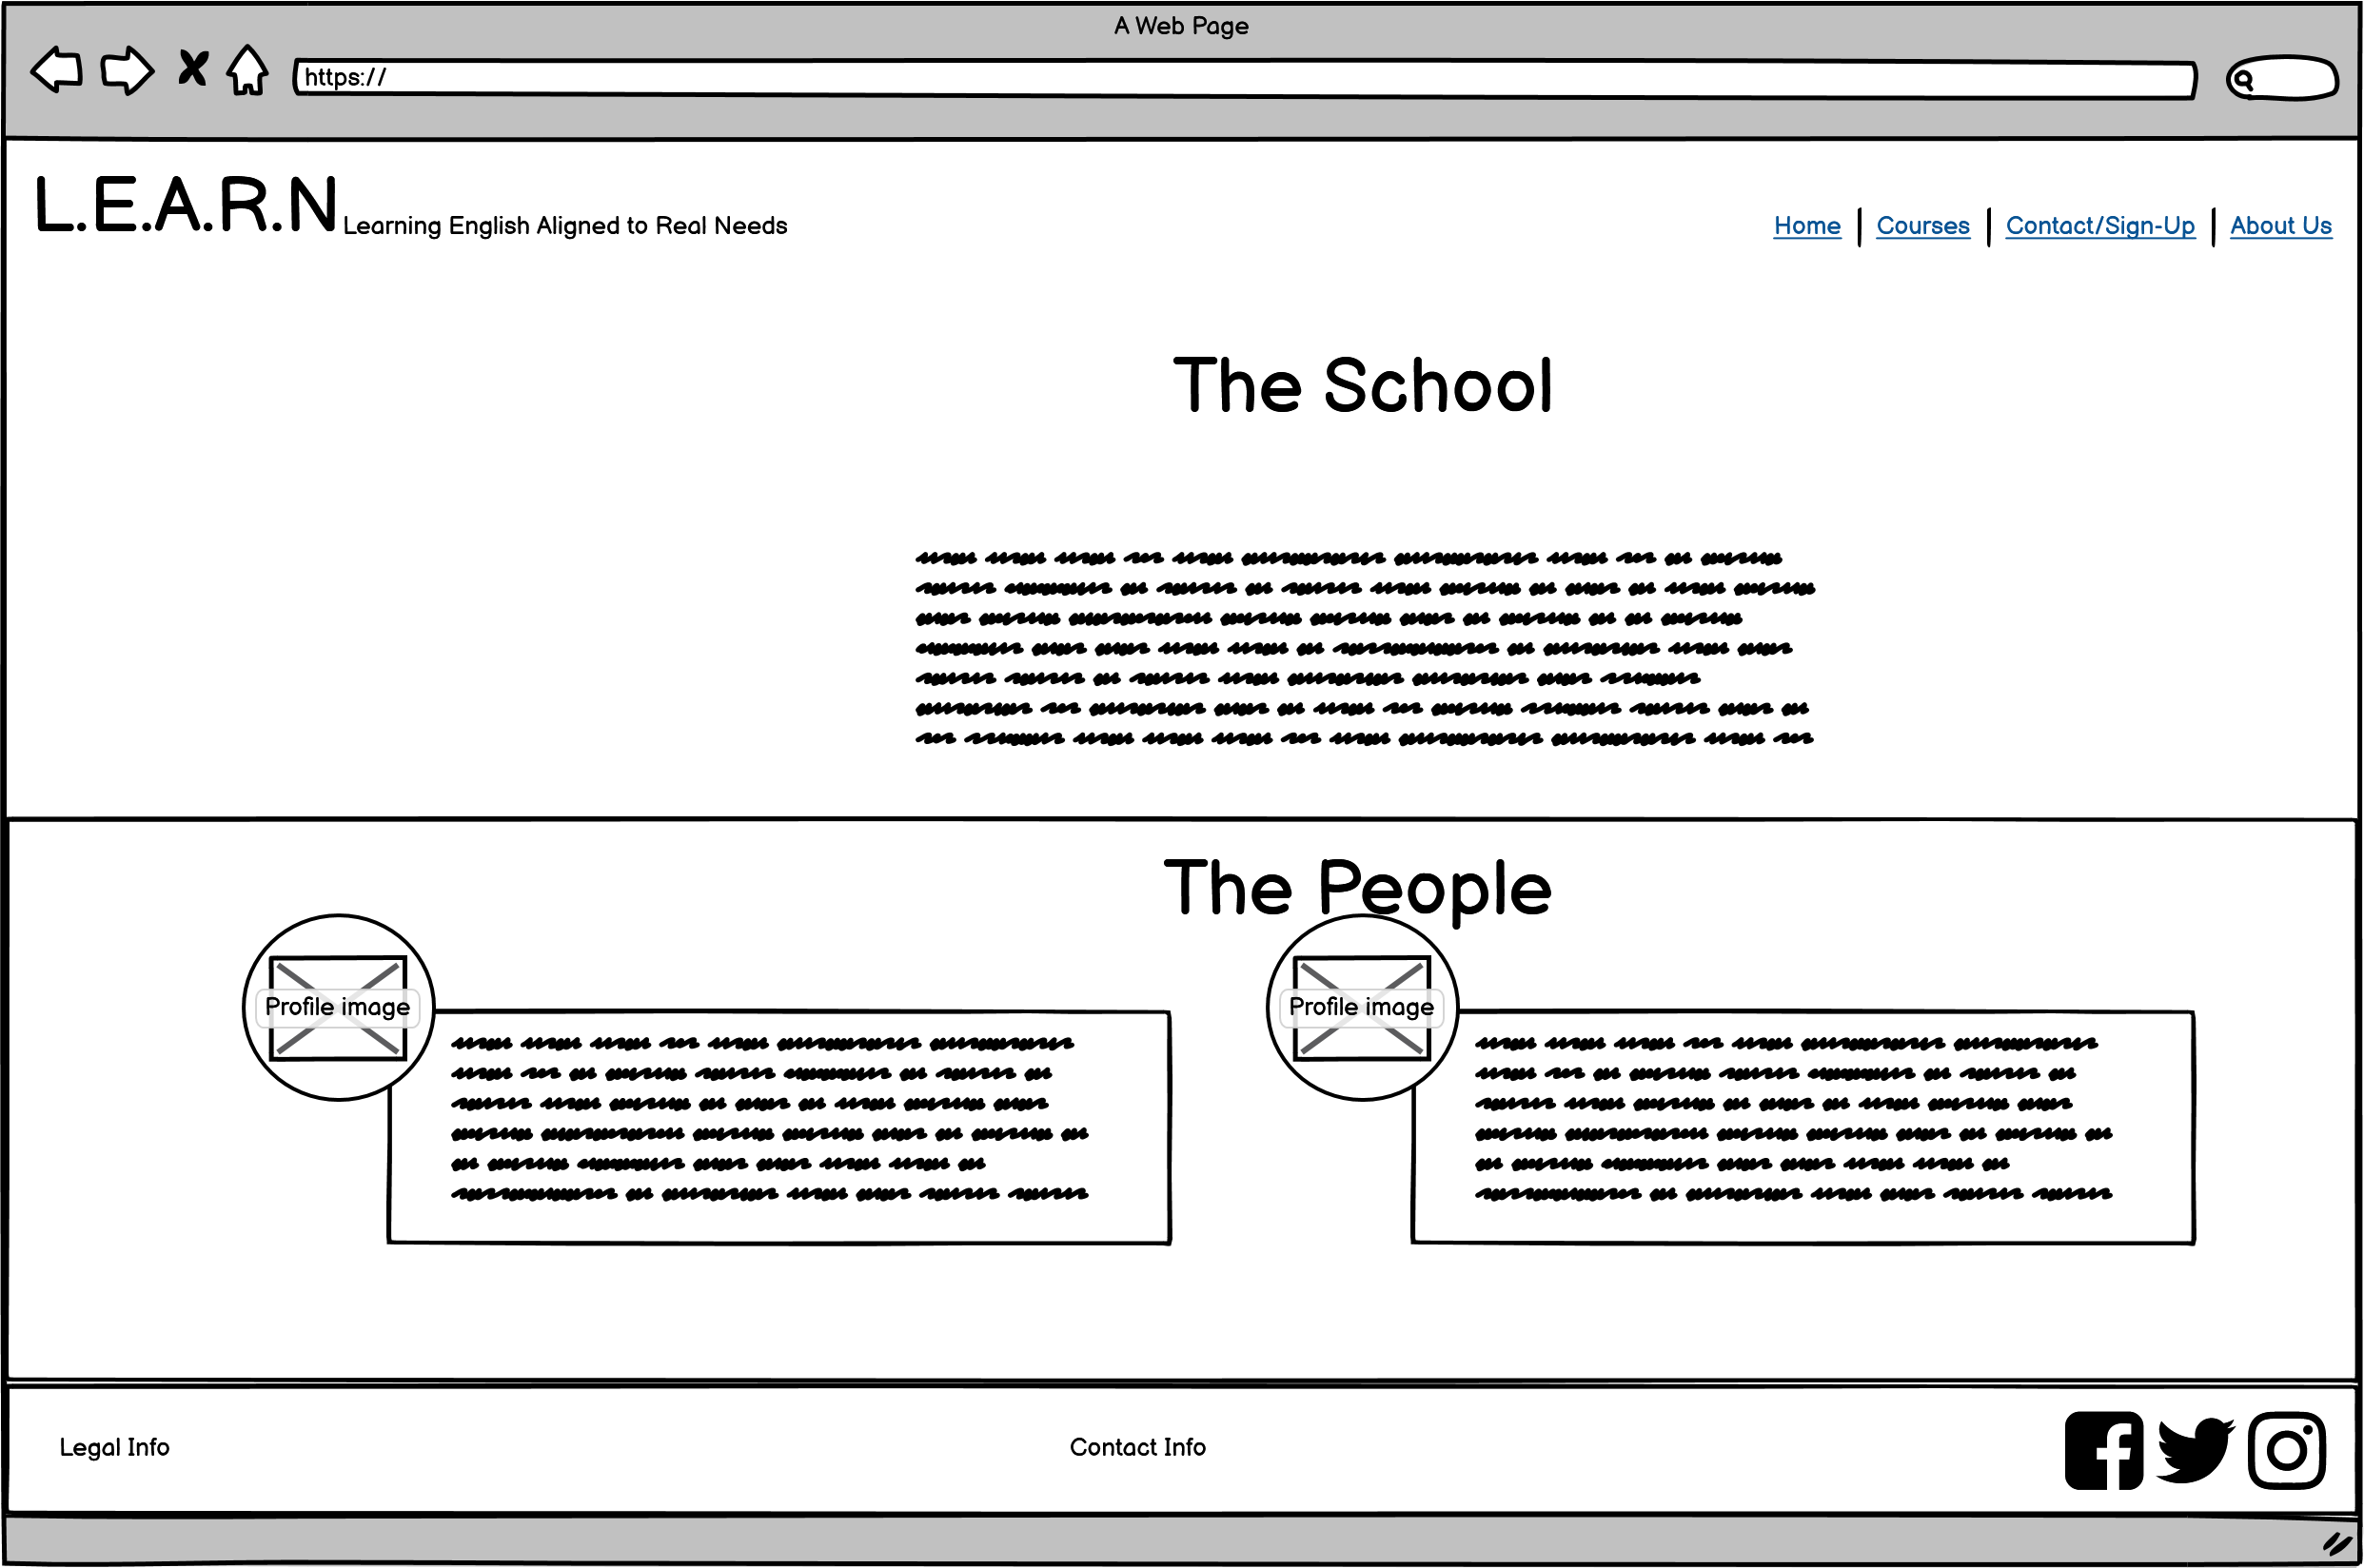 A Web Page
https://
L.E.A.R.N Learning English Aligned to Real Needs
Home | Courses | Contact/Sign-Up | About Us
The School
The People
Profile image
Profile image
Legal Info
Contact Info